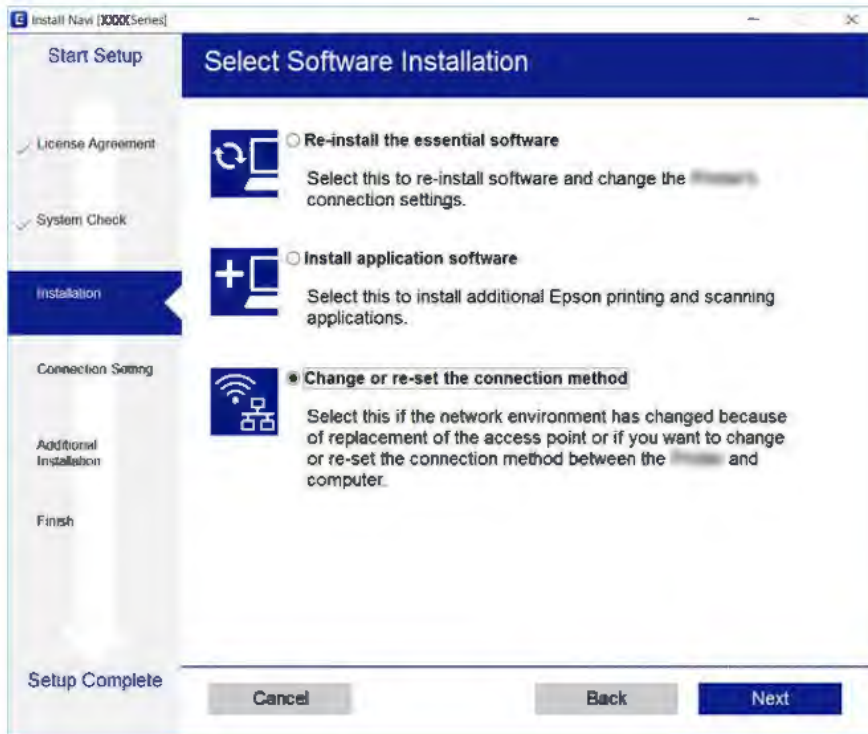 Install Navi [XXXX Series]
Start Setup
License Agreement
System Check
Installation
Connection Setting
Additional
Installation
Finish
Setup Complete
Select Software Installation
Re-install the essential software
Select this to re-install software and change the
connection settings.
Install application software
Select this to install additional Epson printing and scanning
applications.
Change or re-set the connection method
Select this if the network environment has changed because
of replacement of the access point or if you want to change
or re-set the connection method between the and
computer.
Cancel
Back
Next